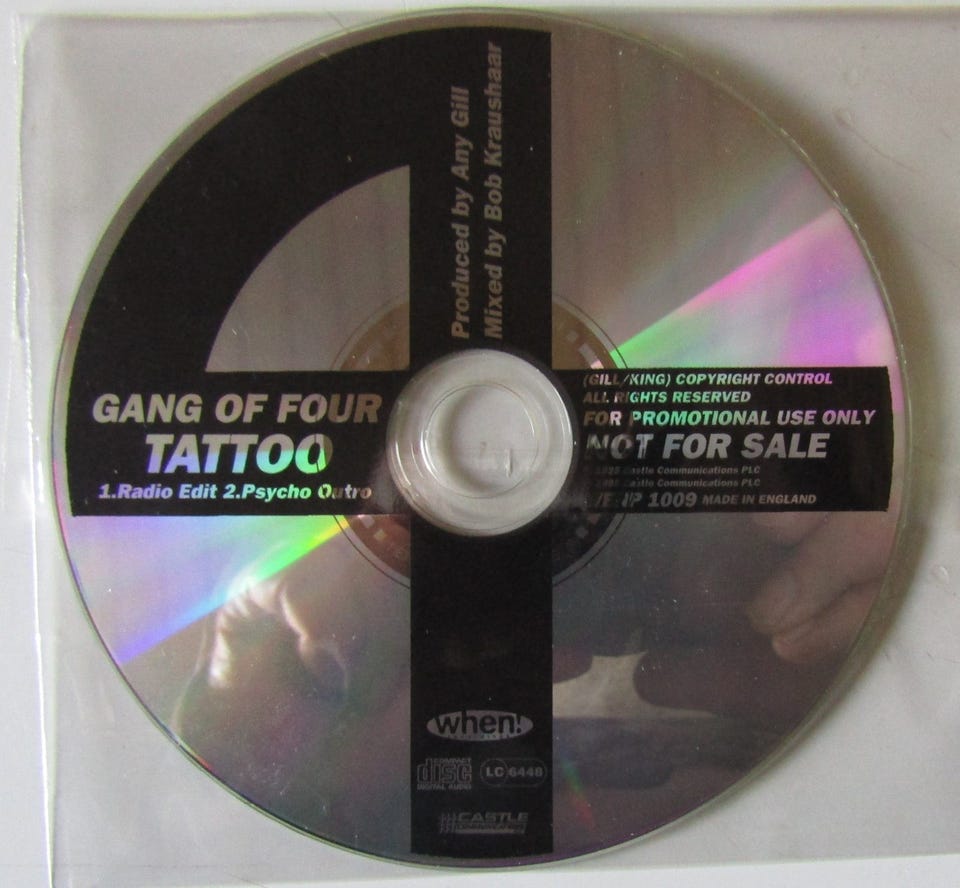 Produced by Any Gill
Mixed by Bob Kraushaar
GANG OF FOUR
TATTOO
1.Radio Edit 2.Psycho Outro
(GILL/KING) COPYRIGHT CONTROL
ALL RIGHTS RESERVED
FOR PROMOTIONAL USE ONLY
NOT FOR SALE
Castle Communications PLC
Castle Communications PLC
1009 MADE IN ENGLAND
when!
COMPACT
disc
DIGITAL AUDIO
LC 6448
CASTLE
COMMUNICATIONS